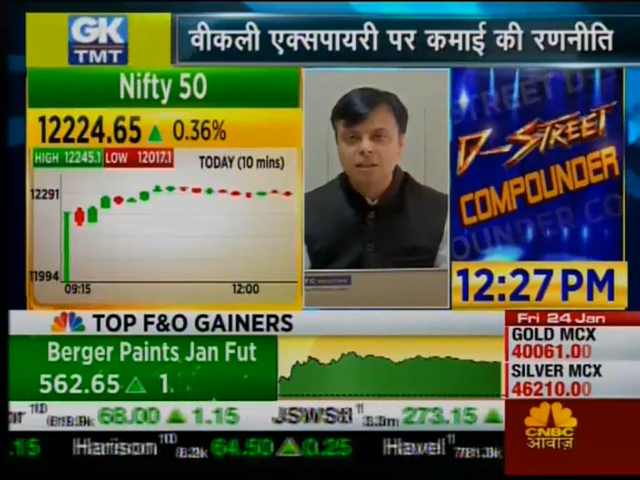 GK
TMT
वीकली एक्सपायरी पर कमाई की रणनीति
Nifty 50
12224.65 ▲ 0.36%
HIGH 12245.1 LOW 12017.1 TODAY (10 mins)
12291
11994
09:15 12:00
D-STREET
COMPOUNDER
12:27 PM
TOP F&O GAINERS
Berger Paints Jan Fut
562.65 △ 1
Fri 24 Jan
GOLD MCX
40061.00
SILVER MCX
46210.00
68.00 ▲ 1.15 JSWStl 273.15 ▲
.15 Harison 64.50 ▲ 0.25 Havel
CNBC
आवाज़